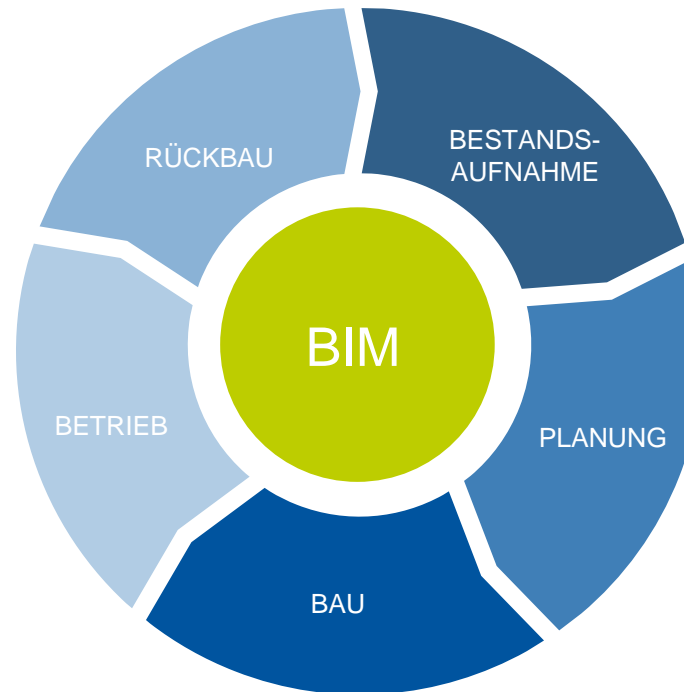 BESTANDS-
AUFNAHME
RÜCKBAU
BIM
BETRIEB
PLANUNG
BAU